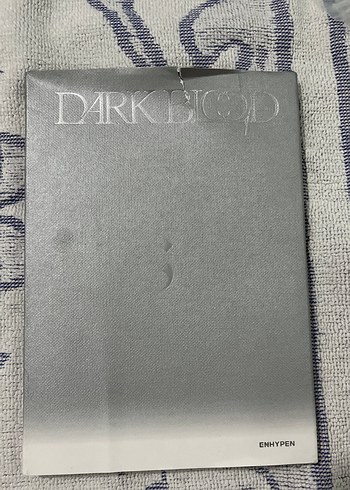 DARK BLOOD
;
ENHYPEN